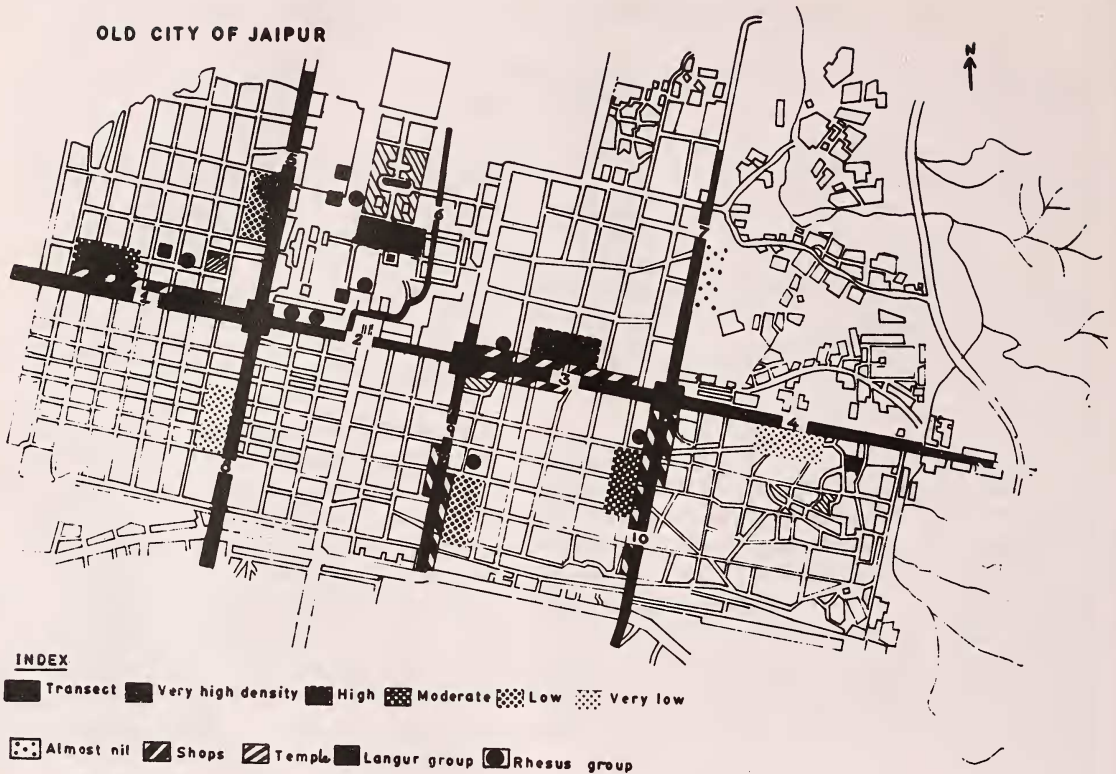 OLD CITY OF JAIPUR
N
5
6
7
1
2
3
4
9
8
10
INDEX
Transect Very high density High Moderate Low Very low
Almost nil Shops Temple Langur group Rhesus group